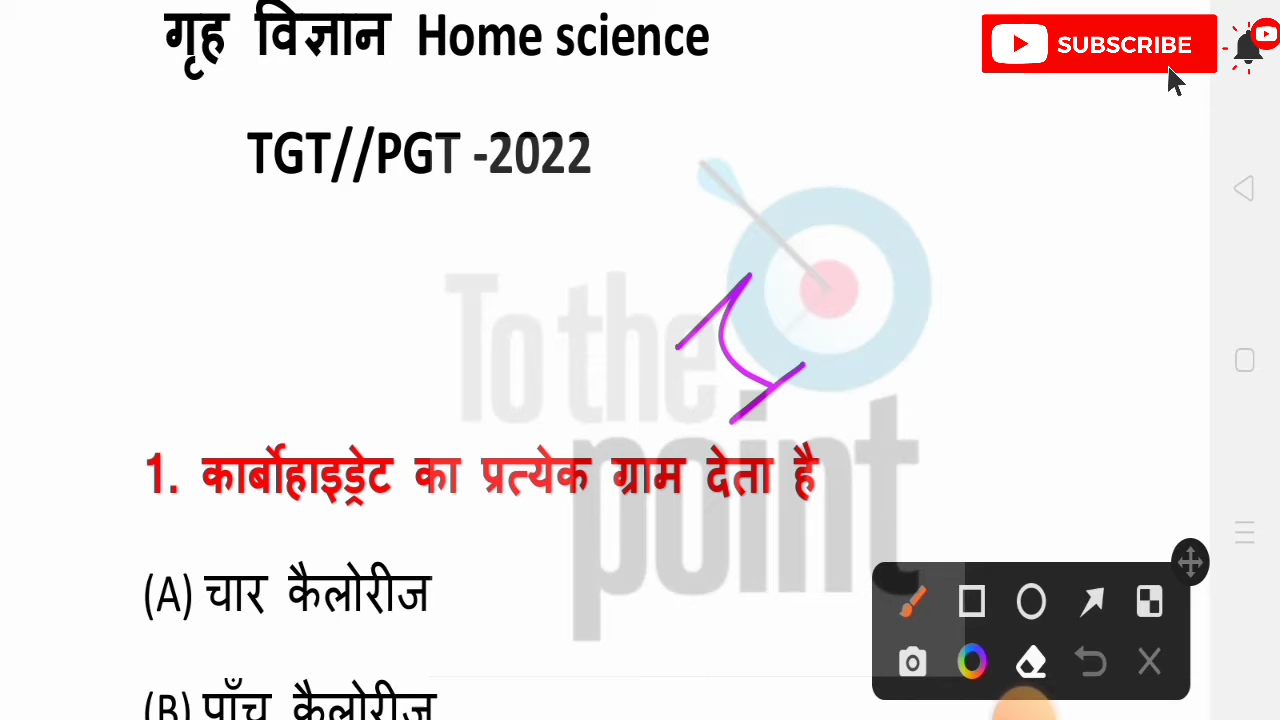 गृह विज्ञान Home science
SUBSCRIBE
TGT//PGT -2022
To the
point
1. कार्बोहाइड्रेट का प्रत्येक ग्राम देता है
(A) चार कैलोरीज
(B) पाँच कैलोरीज